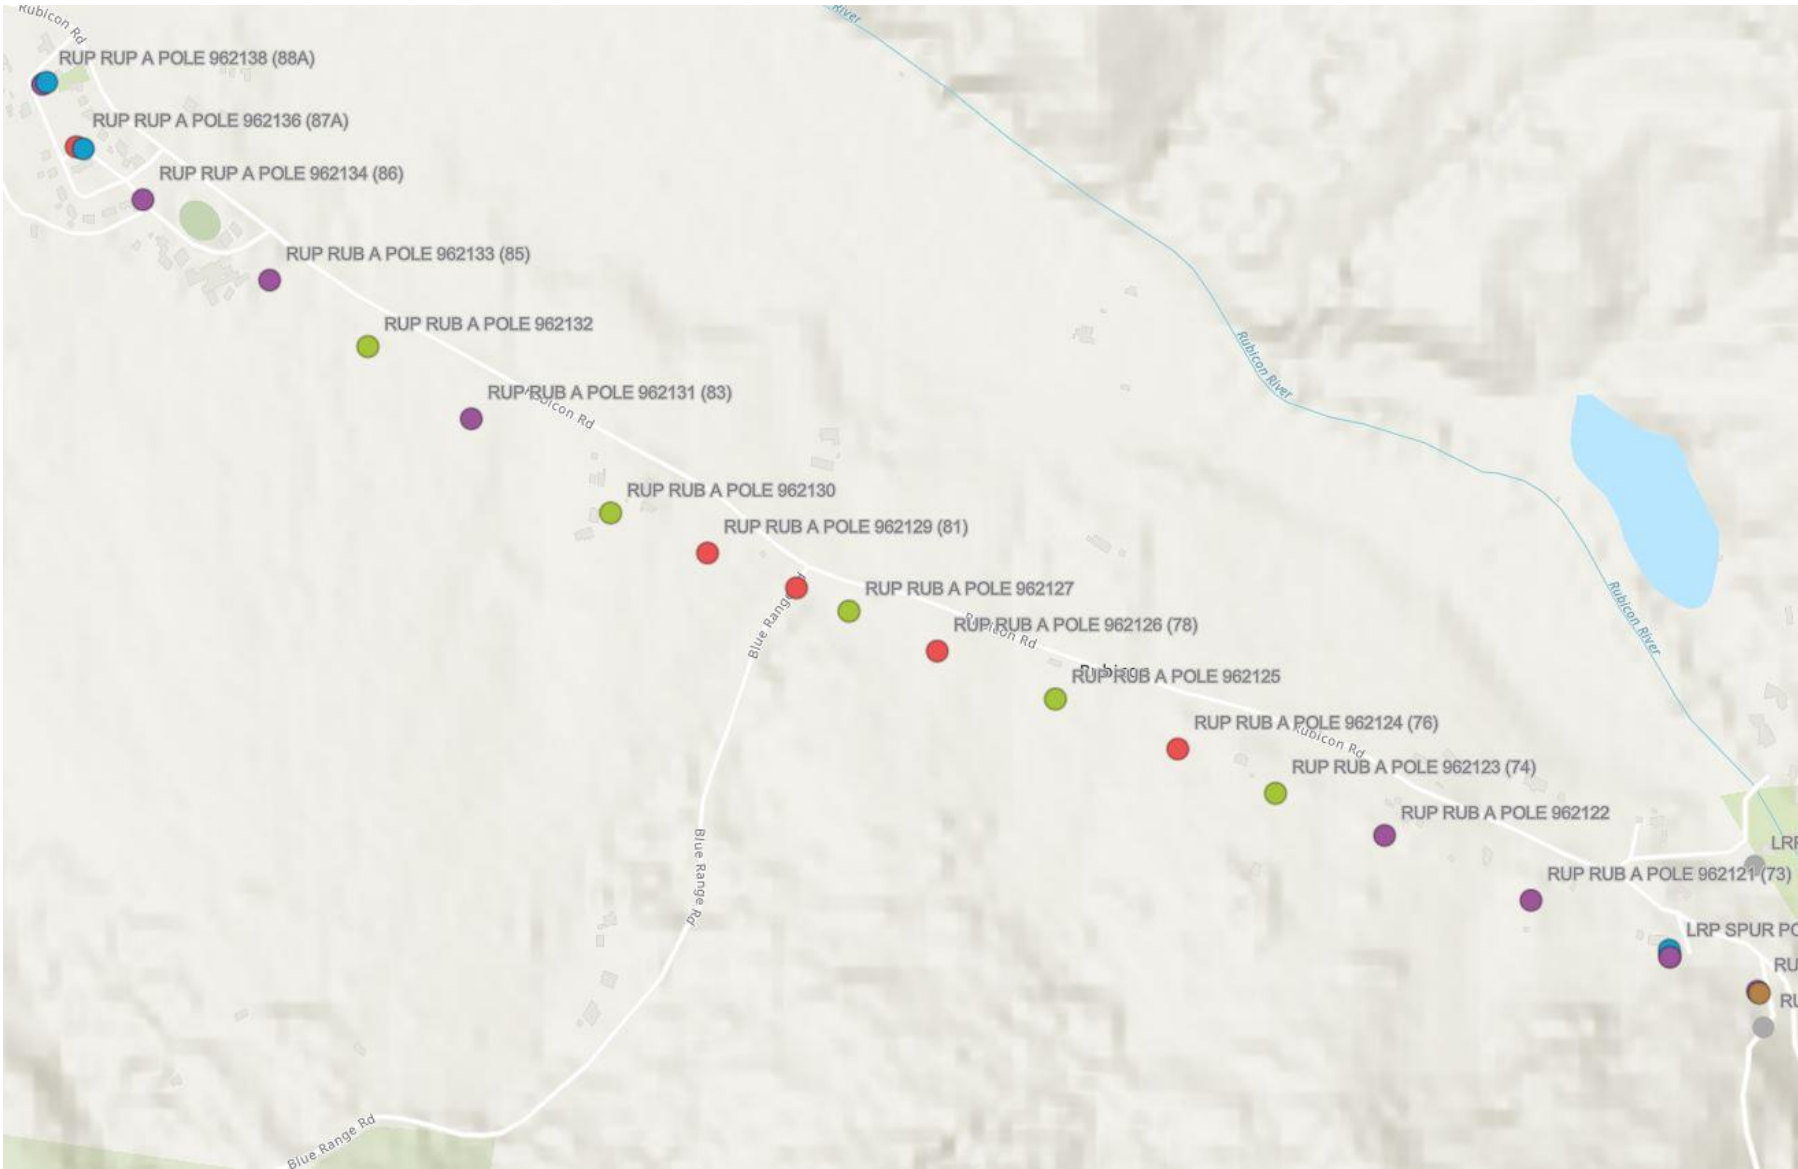 Rubicon Rd
River
RUP RUP A POLE 962138 (88A)
RUP RUP A POLE 962136 (87A)
RUP RUP A POLE 962134 (86)
RUP RUB A POLE 962133 (85)
RUP RUB A POLE 962132
Rubicon River
RUP RUB A POLE 962131 (83)
Rubicon Rd
RUP RUB A POLE 962130
RUP RUB A POLE 962129 (81)
RUP RUB A POLE 962127
Blue Range Rd
RUP RUB A POLE 962126 (78)
Rubicon Rd
Rubicon River
Rubicon
RUP RUB A POLE 962125
RUP RUB A POLE 962124 (76)
Rubicon Rd
RUP RUB A POLE 962123 (74)
RUP RUB A POLE 962122
LRP
Blue Range Rd
RUP RUB A POLE 962121 (73)
LRP SPUR PO
RU
RU
Blue Range Rd